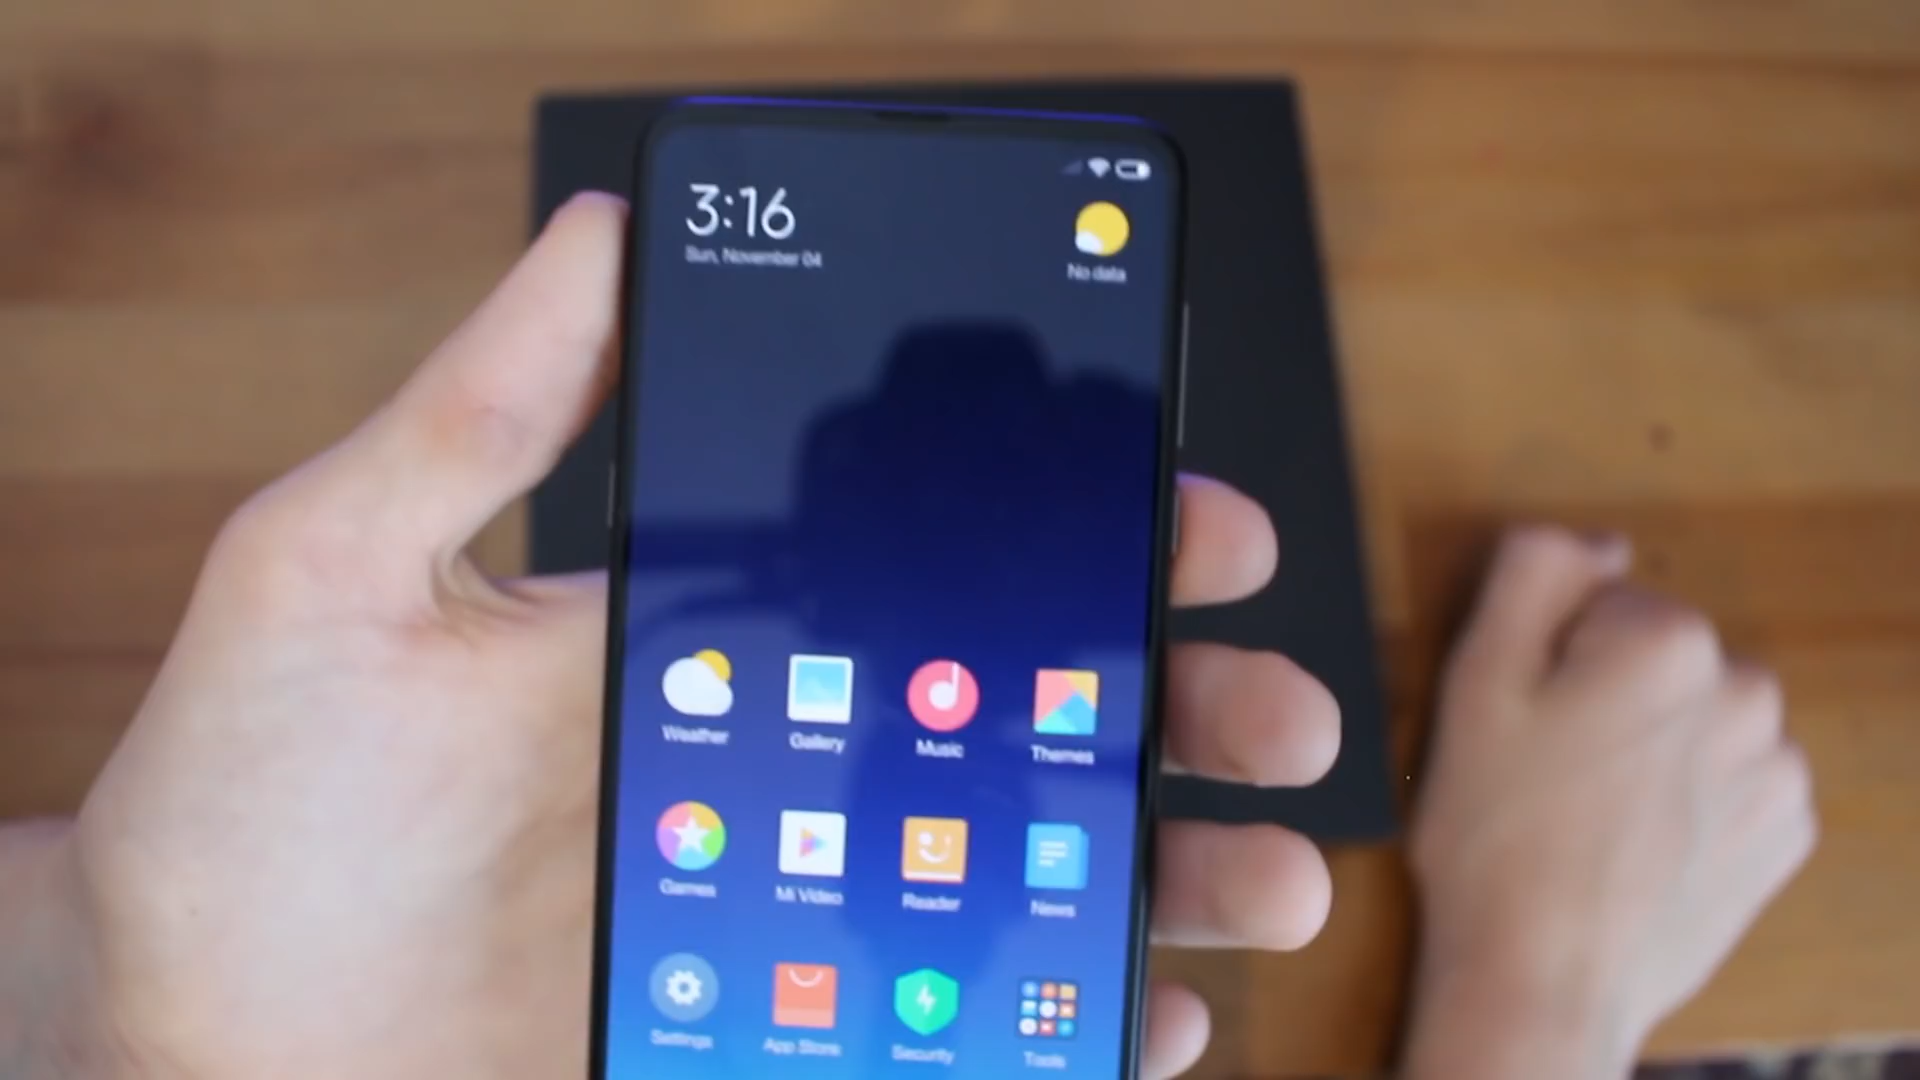 3:16
Sun, November 04
No data
Weather
Gallery
Music
Themes
Games
Mi Video
Reader
News
Settings
App Store
Security
Tools